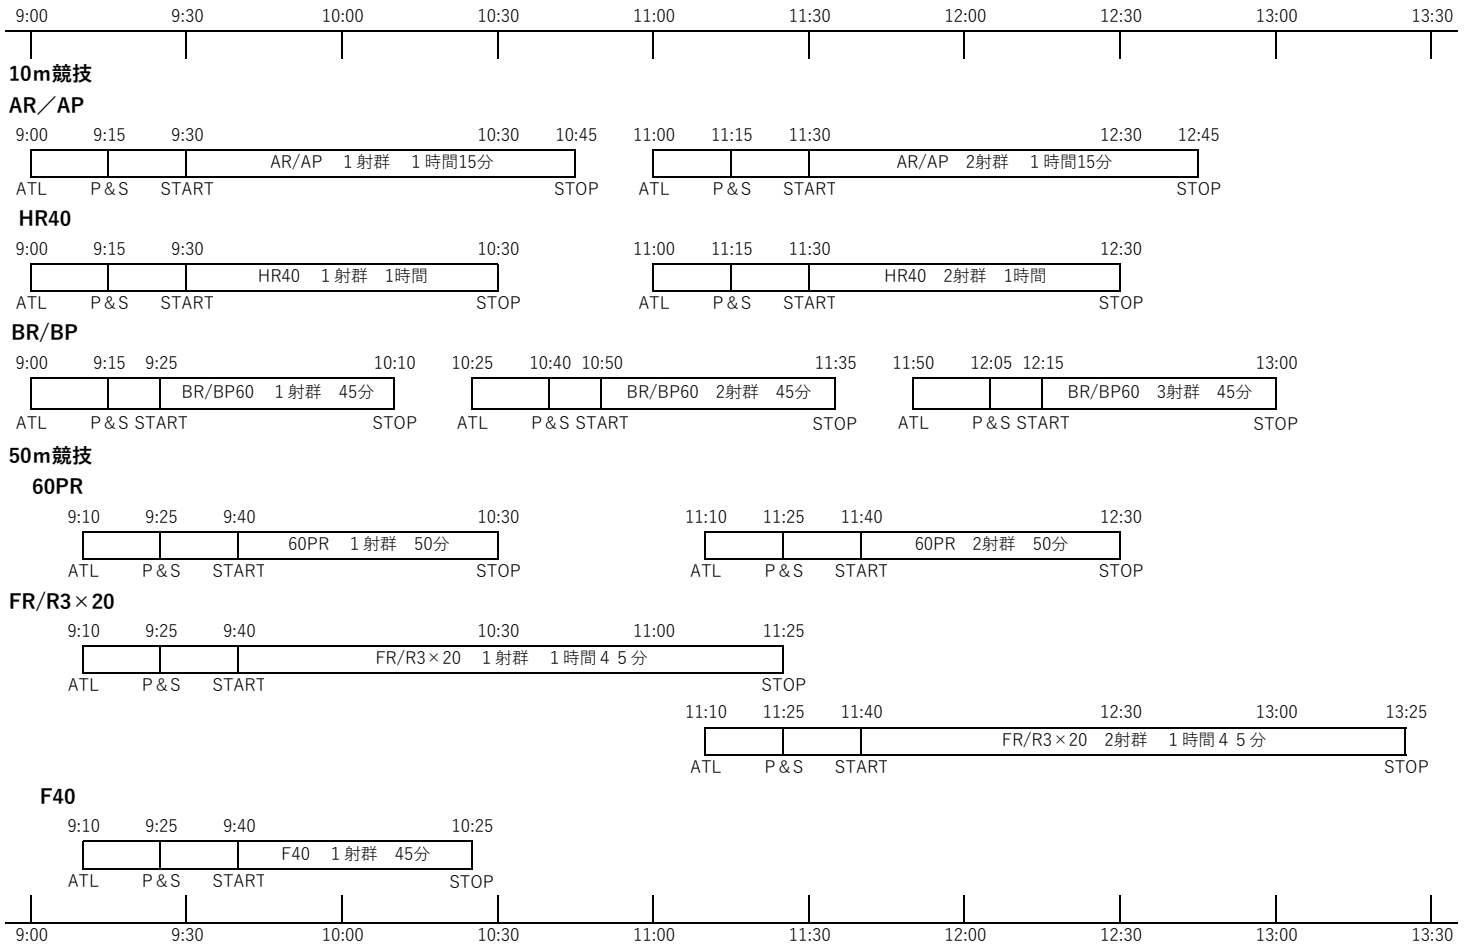 9:00 9:30 10:00 10:30 11:00 11:30 12:00 12:30 13:00 13:30
10m競技
AR／AP
9:00 9:15 9:30 10:30 10:45 11:00 11:15 11:30 12:30 12:45
AR/AP １射群 １時間15分 AR/AP 2射群 １時間15分
ATL P＆S START STOP ATL P＆S START STOP
HR40
9:00 9:15 9:30 10:30 11:00 11:15 11:30 12:30
HR40 １射群 1時間 HR40 2射群 1時間
ATL P＆S START STOP ATL P＆S START STOP
BR/BP
9:00 9:15 9:25 10:10 10:25 10:40 10:50 11:35 11:50 12:05 12:15 13:00
BR/BP60 １射群 45分 BR/BP60 2射群 45分 BR/BP60 3射群 45分
ATL P＆S START STOP ATL P＆S START STOP ATL P＆S START STOP
50m競技
60PR
9:10 9:25 9:40 10:30 11:10 11:25 11:40 12:30
60PR １射群 50分 60PR 2射群 50分
ATL P＆S START STOP ATL P＆S START STOP
FR/R3×20
9:10 9:25 9:40 10:30 11:00 11:25
FR/R3×20 １射群 １時間４５分
ATL P＆S START STOP
11:10 11:25 11:40 12:30 13:00 13:25
FR/R3×20 2射群 １時間４５分
ATL P＆S START STOP
F40
9:10 9:25 9:40 10:25
F40 １射群 45分
ATL P＆S START STOP
9:00 9:30 10:00 10:30 11:00 11:30 12:00 12:30 13:00 13:30